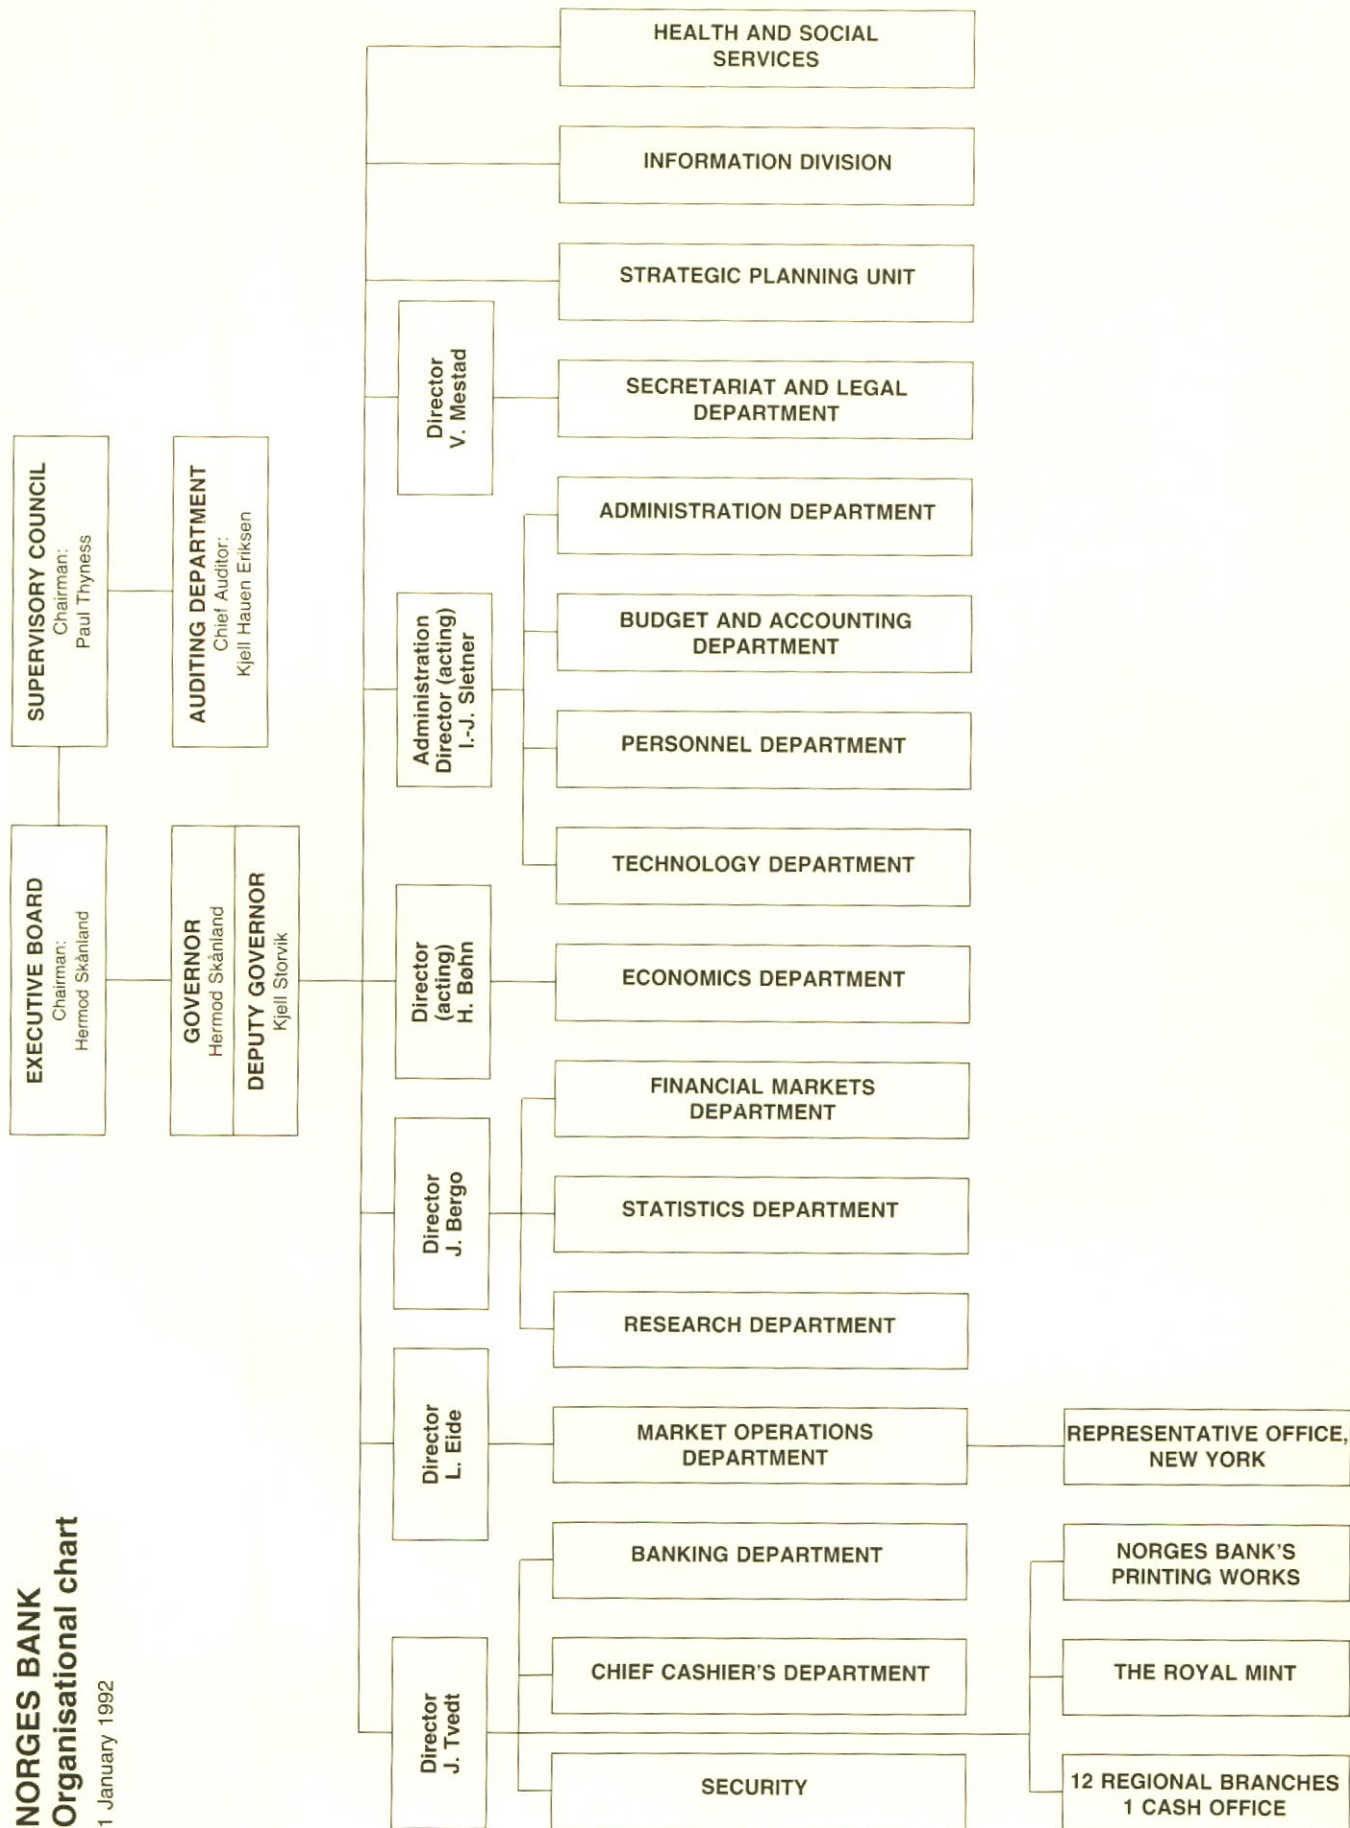 NORGES BANK
Organisational chart
1 January 1992
EXECUTIVE BOARD
Chairman:
Hermod Skånland
SUPERVISORY COUNCIL
Chairman:
Paul Thyness
GOVERNOR
Hermod Skånland
DEPUTY GOVERNOR
Kjell Storvik
AUDITING DEPARTMENT
Chief Auditor:
Kjell Hauen Eriksen
Director
J. Tvedt
Director
L. Eide
Director
J. Bergo
Director
(acting)
H. Bøhn
Administration
Director (acting)
I.-J. Sletner
Director
V. Mestad
HEALTH AND SOCIAL
SERVICES
INFORMATION DIVISION
STRATEGIC PLANNING UNIT
SECRETARIAT AND LEGAL
DEPARTMENT
ADMINISTRATION DEPARTMENT
BUDGET AND ACCOUNTING
DEPARTMENT
PERSONNEL DEPARTMENT
TECHNOLOGY DEPARTMENT
ECONOMICS DEPARTMENT
FINANCIAL MARKETS
DEPARTMENT
STATISTICS DEPARTMENT
RESEARCH DEPARTMENT
MARKET OPERATIONS
DEPARTMENT
REPRESENTATIVE OFFICE,
NEW YORK
BANKING DEPARTMENT
NORGES BANK'S
PRINTING WORKS
CHIEF CASHIER'S DEPARTMENT
THE ROYAL MINT
SECURITY
12 REGIONAL BRANCHES
1 CASH OFFICE